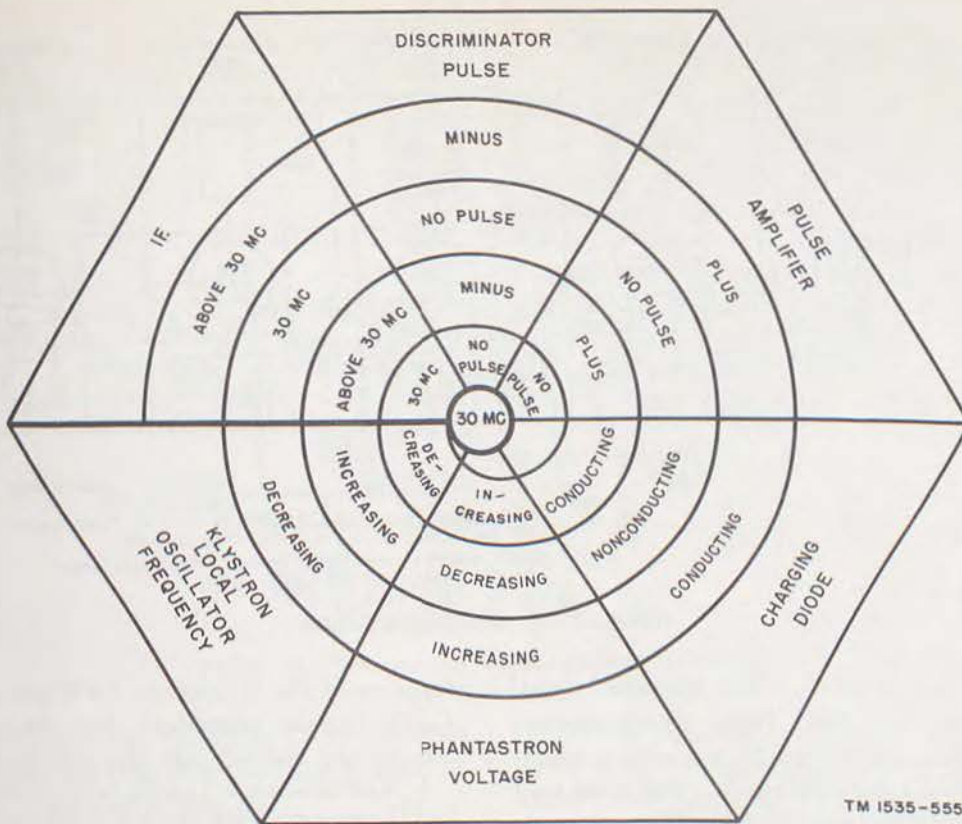 DISCRIMINATOR
PULSE
MINUS
NO PULSE
MINUS
NO
PULSE
PULSE
AMPLIFIER
PLUS
NO PULSE
PLUS
NO
PULSE
CHARGING
DIODE
CONDUCTING
NONCONDUCTING
CONDUCTING
PHANTASTRON
VOLTAGE
INCREASING
DECREASING
IN-
CREASING
KLYSTRON
LOCAL
OSCILLATOR
FREQUENCY
DECREASING
INCREASING
DE-
CREASING
IF
ABOVE 30 MC
30 MC
ABOVE 30 MC
30 MC
30 MC
TM 1535-555